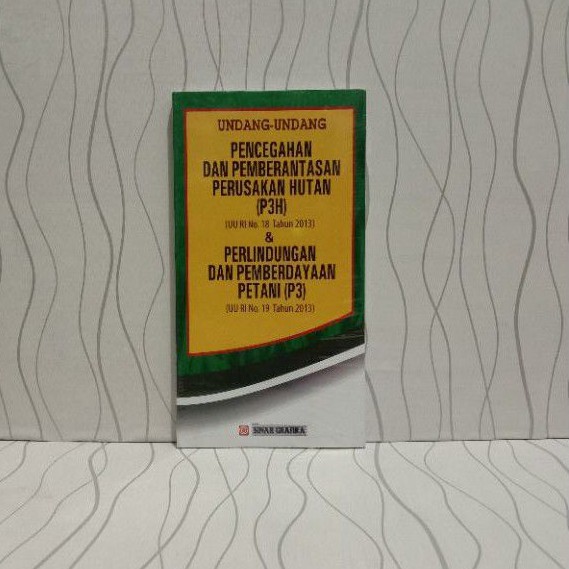 UNDANG-UNDANG
PENCEGAHAN
DAN PEMBERANTASAN
PERUSAKAN HUTAN
(P3H)
(UU RI No. 18 Tahun 2013)
&
PERLINDUNGAN
DAN PEMBERDAYAAN
PETANI (P3)
(UU RI No. 19 Tahun 2013)
SINAR GRAFIKA